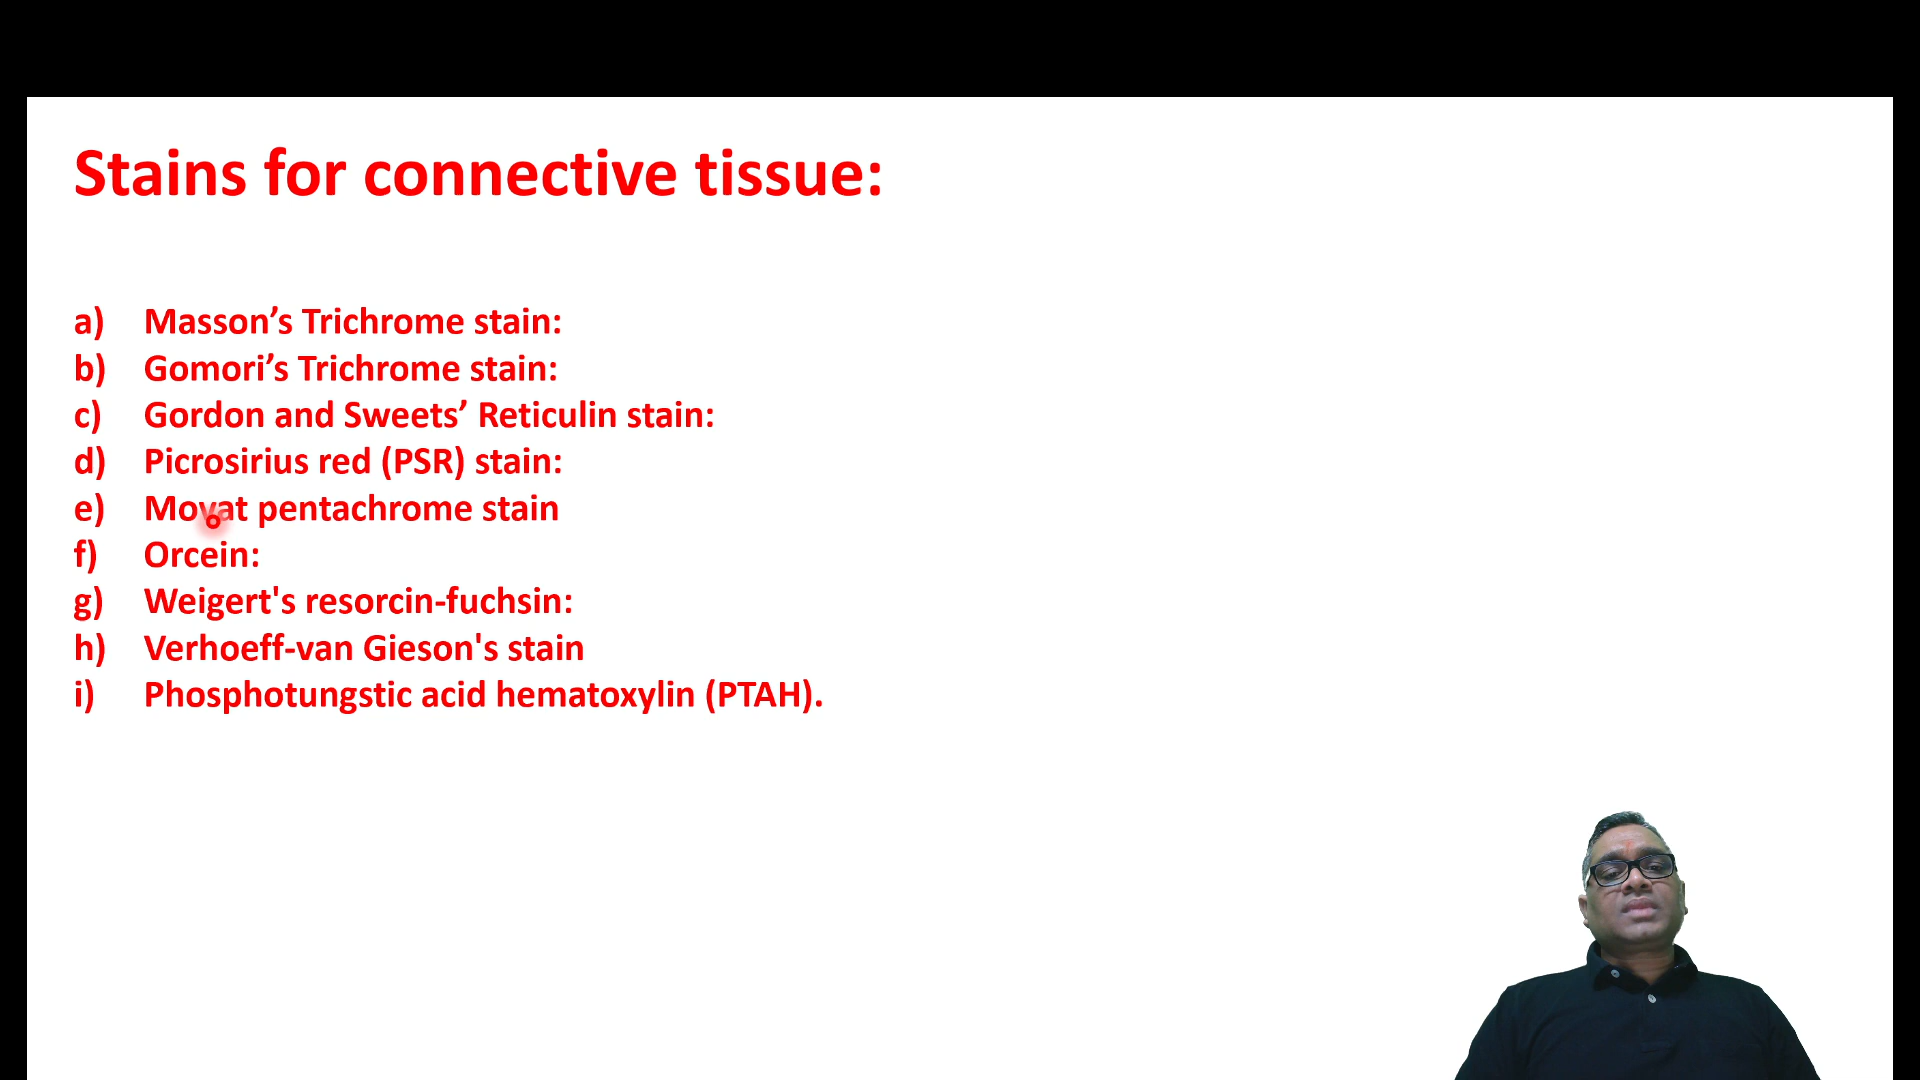 Stains for connective tissue:
a) Masson’s Trichrome stain:
b) Gomori’s Trichrome stain:
c) Gordon and Sweets’ Reticulin stain:
d) Picrosirius red (PSR) stain:
e) Movat pentachrome stain
f) Orcein:
g) Weigert's resorcin-fuchsin:
h) Verhoeff-van Gieson's stain
i) Phosphotungstic acid hematoxylin (PTAH).